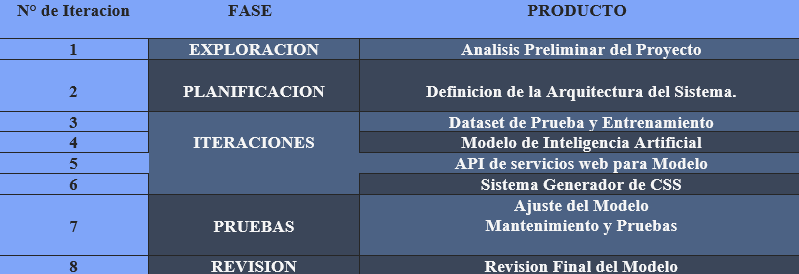 N° de Iteracion FASE PRODUCTO
1 EXPLORACION Analisis Preliminar del Proyecto
2 PLANIFICACION Definicion de la Arquitectura del Sistema.
3 Dataset de Prueba y Entrenamiento
4 ITERACIONES Modelo de Inteligencia Artificial
5 API de servicios web para Modelo
6 Sistema Generador de CSS
Ajuste del Modelo
7 PRUEBAS Mantenimiento y Pruebas
8 REVISION Revision Final del Modelo